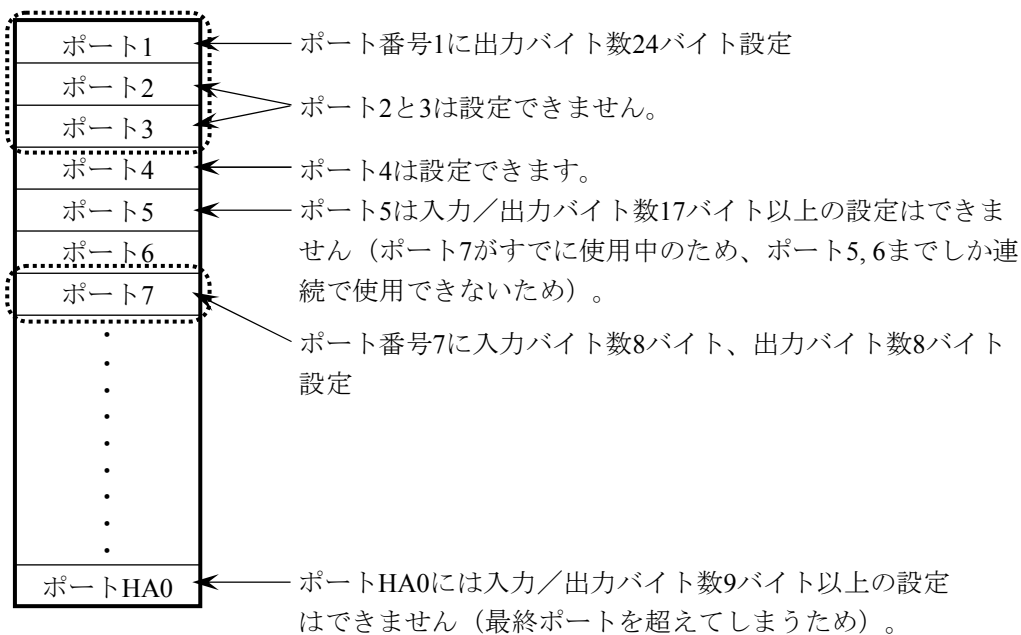 ポート1
ポート番号1に出力バイト数24バイト設定
ポート2
ポート3
ポート2と3は設定できません。
ポート4
ポート4は設定できます。
ポート5
ポート5は入力／出力バイト数17バイト以上の設定はできま
せん（ポート7がすでに使用中のため、ポート5, 6までしか連
続で使用できないため）。
ポート6
ポート7
ポート番号7に入力バイト数8バイト、出力バイト数8バイト
設定
ポートHA0
ポートHA0には入力／出力バイト数9バイト以上の設定
はできません（最終ポートを超えてしまうため）。